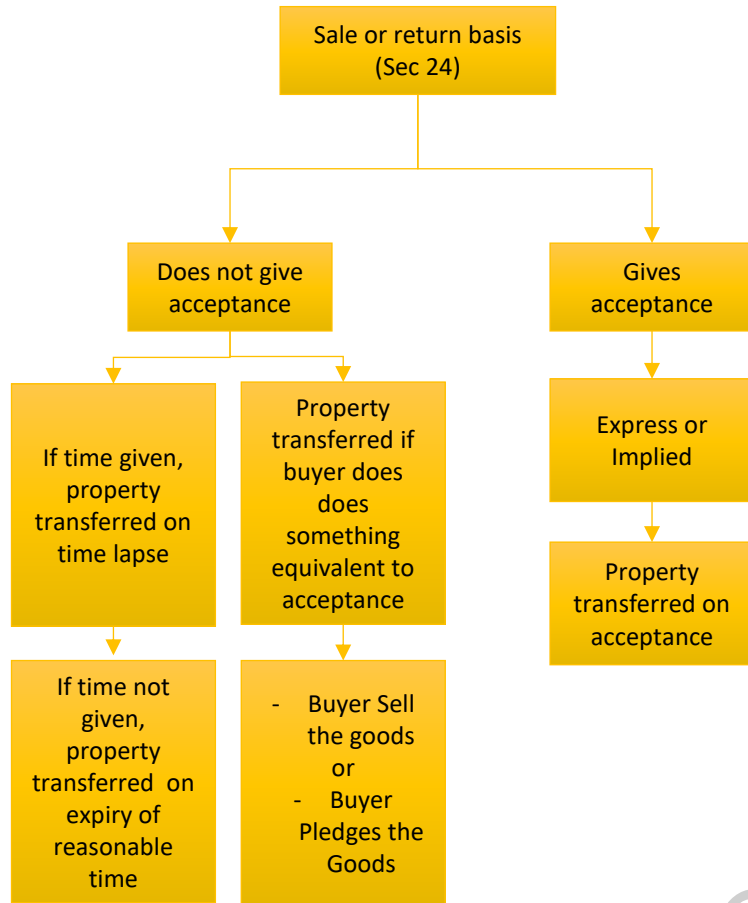 Sale or return basis
(Sec 24)
Does not give
acceptance
Gives
acceptance
If time given,
property
transferred on
time lapse
Property
transferred if
buyer does
does
something
equivalent to
acceptance
Express or
Implied
Property
transferred on
acceptance
If time not
given,
property
transferred on
expiry of
reasonable
time
- Buyer Sell
the goods
or
- Buyer
Pledges the
Goods